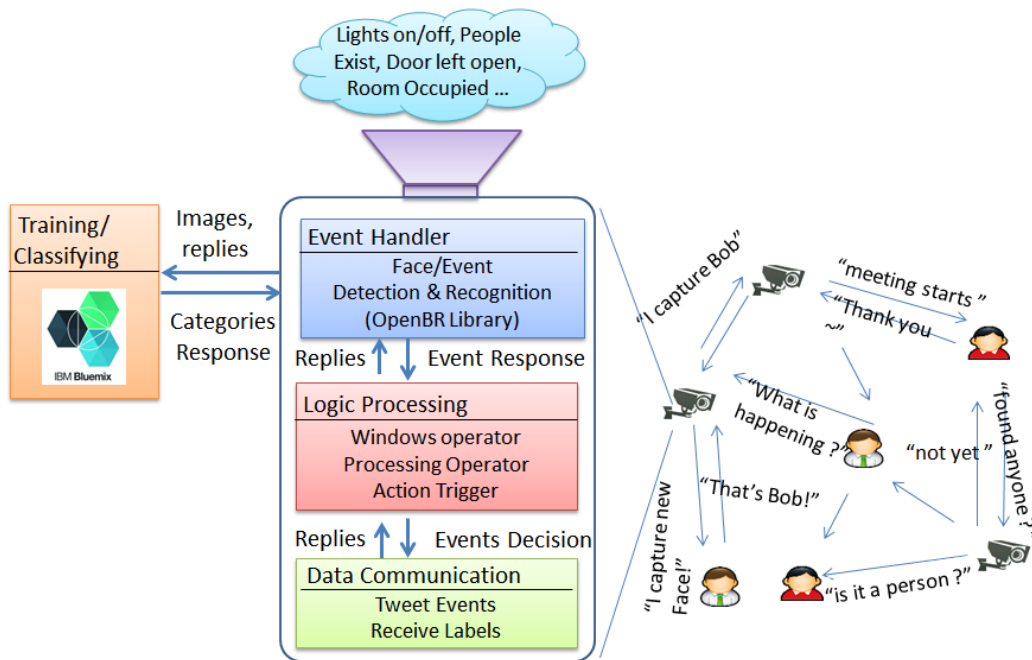 Lights on/off, People
Exist, Door left open,
Room Occupied ...
Training/
Classifying
IBM Bluemix
Images,
replies
Categories
Response
Event Handler
Face/Event
Detection & Recognition
(OpenBR Library)
Replies
Event Response
Logic Processing
Windows operator
Processing Operator
Action Trigger
Replies
Events Decision
Data Communication
Tweet Events
Receive Labels
“I capture Bob”
“meeting starts ”
“Thank you
~”
“What is
happening ?”
“not yet ”
“found anyone ?”
“That’s Bob!”
“I capture new
Face!”
“is it a person ?”